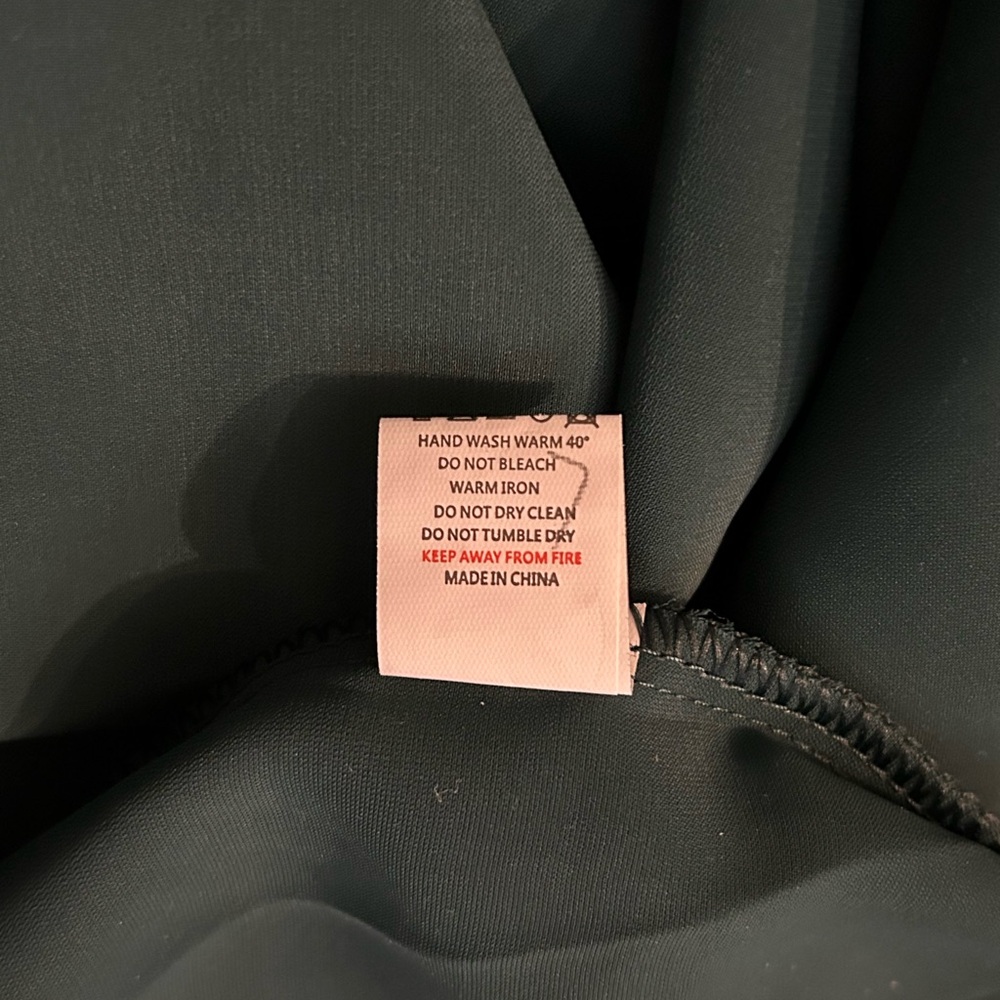 HAND WASH WARM 40°
DO NOT BLEACH
WARM IRON
DO NOT DRY CLEAN
DO NOT TUMBLE DRY
KEEP AWAY FROM FIRE
MADE IN CHINA